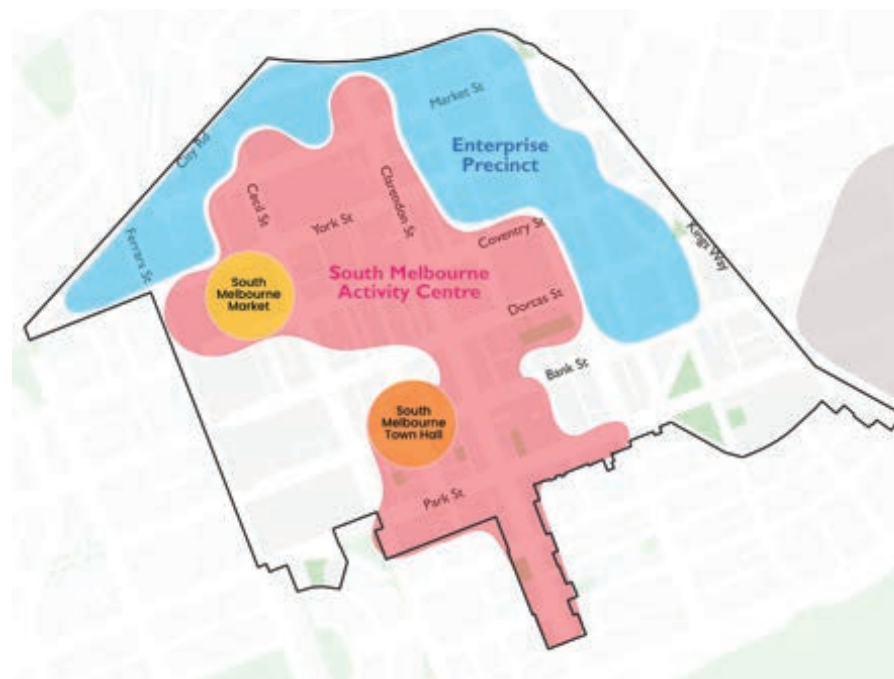 Market St
City Rd
Enterprise
Precinct
Cecil St
Clarendon St
York St
Coventry St
Ferrars St
Kings Way
South
Melbourne
Market
South Melbourne
Activity Centre
Dorcas St
Bank St
South
Melbourne
Town Hall
Park St